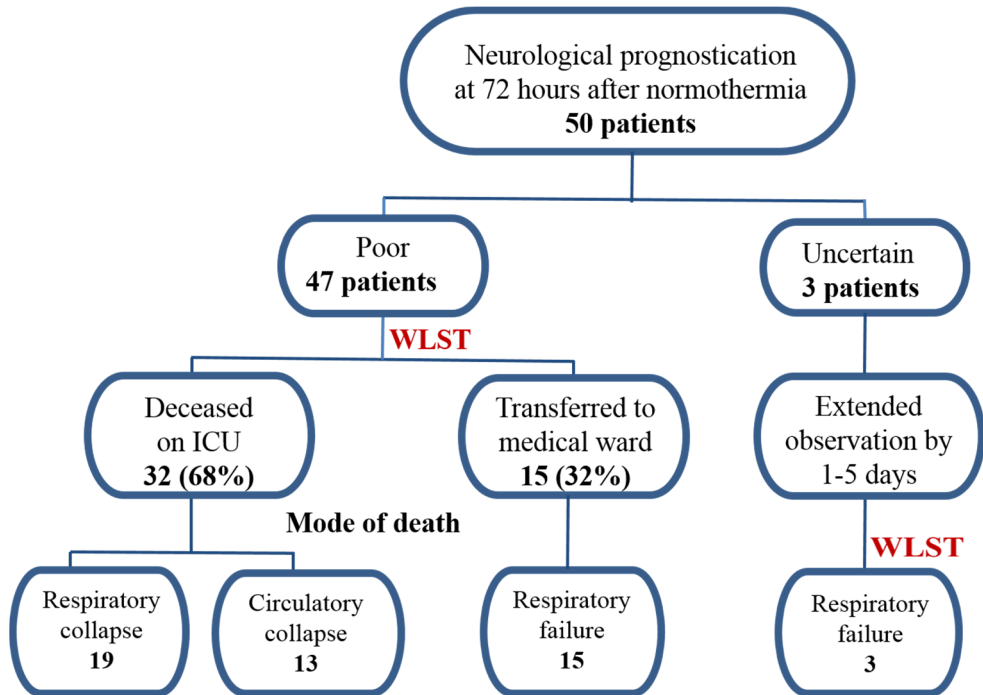 Neurological prognostication
at 72 hours after normothermia
50 patients
Poor
47 patients
Uncertain
3 patients
WLST
Deceased
on ICU
32 (68%)
Transferred to
medical ward
15 (32%)
Extended
observation by
1-5 days
Mode of death
WLST
Respiratory
collapse
19
Circulatory
collapse
13
Respiratory
failure
15
Respiratory
failure
3